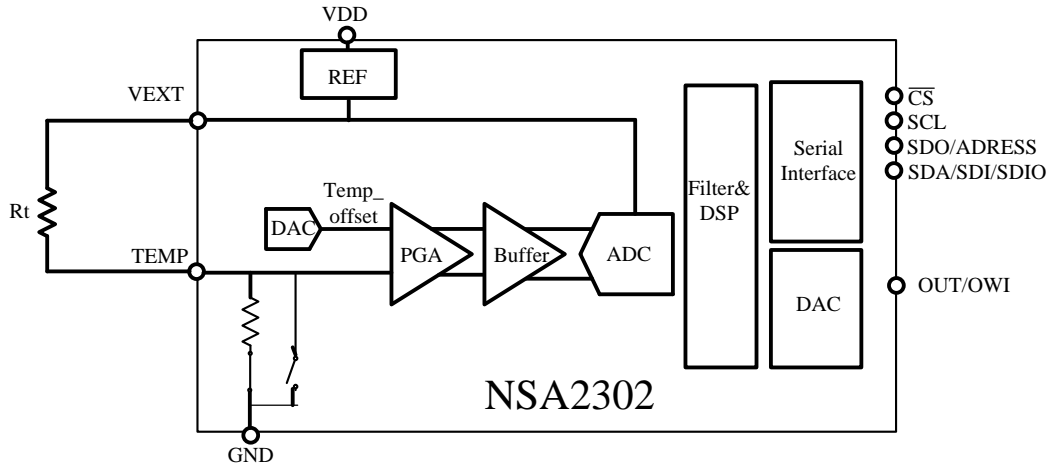 VDD
REF
VEXT
CS
SCL
SDO/ADRESS
SDA/SDI/SDIO
Serial
Interface
Filter&
DSP
Rt
Temp_
offset
DAC
PGA
Buffer
ADC
TEMP
OUT/OWI
DAC
NSA2302
GND